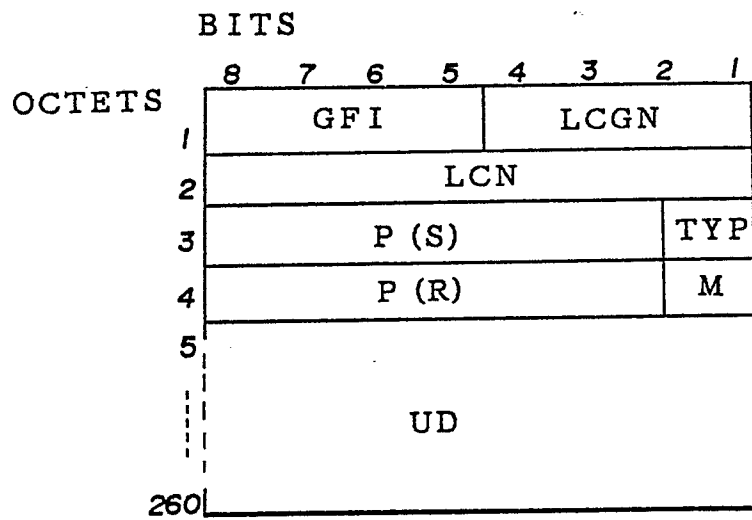 BITS
8 7 6 5 4 3 2 1
OCTETS
1 GFI LCGN
2 LCN
3 P (S) TYP
4 P (R) M
5
UD
260